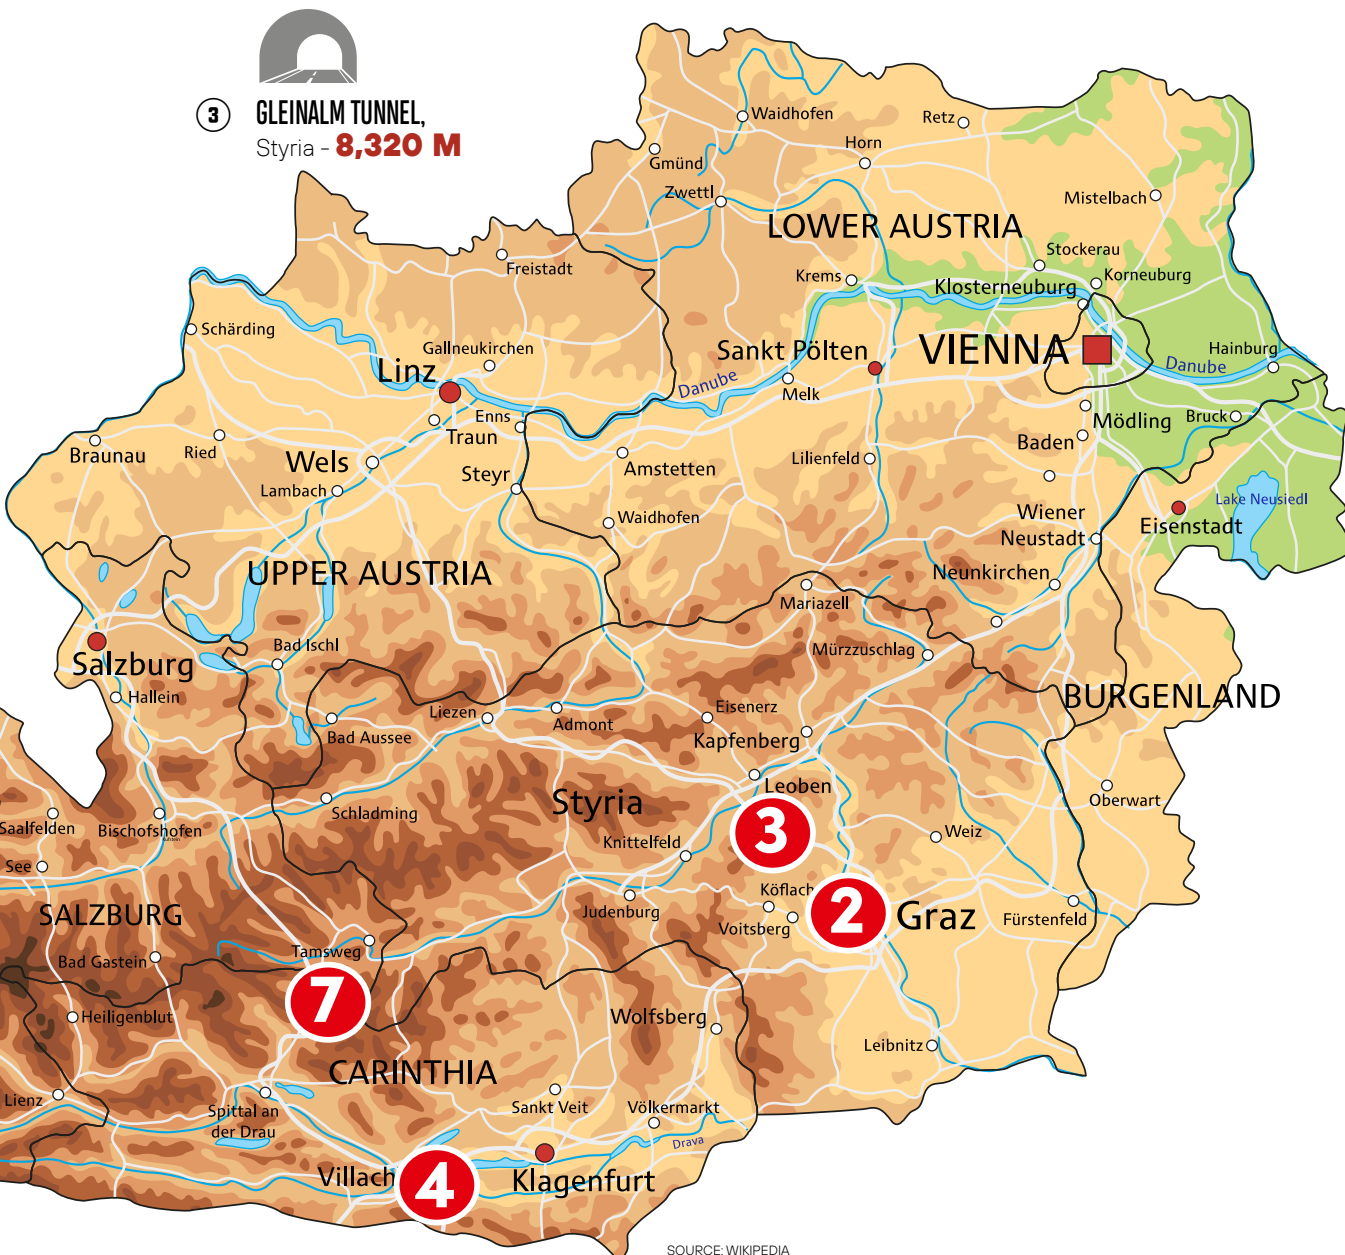 3 GLEINALM TUNNEL,
Styria - 8,320 M
Waidhofen
Retz
Horn
Gmünd
Zwettl
Mistelbach
LOWER AUSTRIA
Stockerau
Freistadt
Krems
Korneuburg
Klosterneuburg
Schärding
Gallneukirchen
Sankt Pölten
VIENNA
Hainburg
Danube
Linz
Danube
Melk
Enns
Traun
Mödling
Bruck
Braunau
Ried
Wels
Baden
Steyr
Amstetten
Lilienfeld
Lambach
Lake Neusiedl
Waidhofen
Wiener
Neustadt
Eisenstadt
UPPER AUSTRIA
Neunkirchen
Mariazell
Bad Ischl
Mürzzuschlag
Salzburg
Hallein
BURGENLAND
Eisenerz
Liezen
Admont
Bad Aussee
Kapfenberg
Leoben
Styria
Oberwart
Schladming
Saalfelden
Bischofshofen
Kufstein
3
Weiz
Knittelfeld
See
Köflach
2
SALZBURG
Judenburg
Voitsberg
Graz
Fürstenfeld
Tamsweg
Bad Gastein
7
Heiligenblut
Wolfsberg
Leibnitz
CARINTHIA
Lienz
Spittal an
der Drau
Sankt Veit
Völkermarkt
Drava
Villach
4
Klagenfurt
SOURCE: WIKIPEDIA